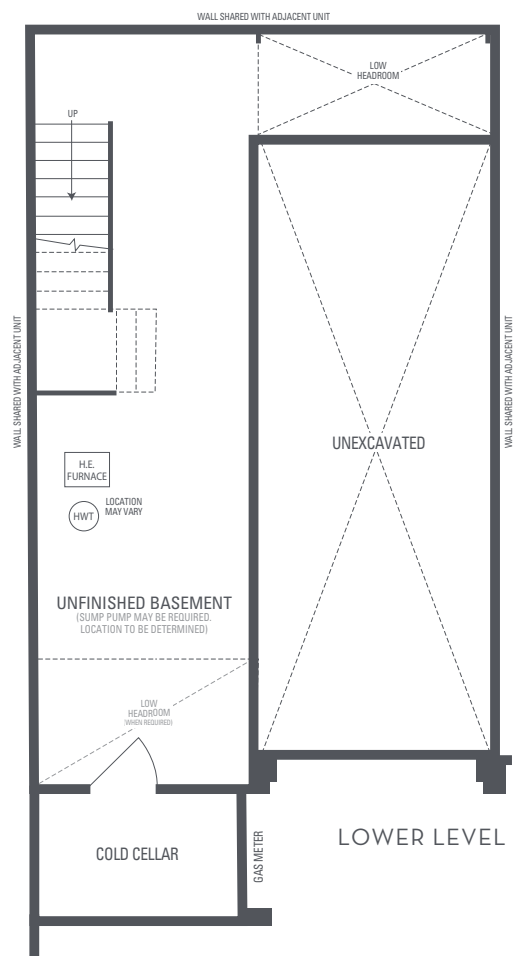 WALL SHARED WITH ADJACENT UNIT
LOW
HEADROOM
UP
WALL SHARED WITH ADJACENT UNIT
WALL SHARED WITH ADJACENT UNIT
UNEXCAVATED
H.E.
FURNACE
HWT
LOCATION
MAY VARY
UNFINISHED BASEMENT
(SUMP PUMP MAY BE REQUIRED.
LOCATION TO BE DETERMINED)
LOW
HEADROOM
(WHEN REQUIRED)
COLD CELLAR
GAS METER
LOWER LEVEL